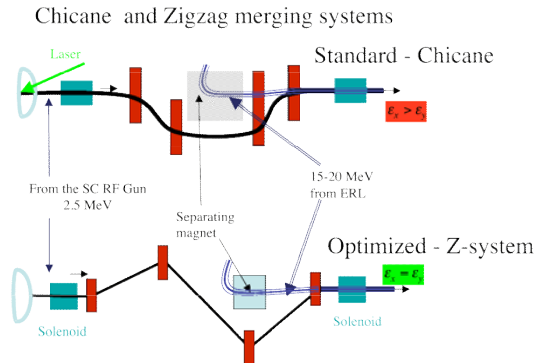 Chicane and Zigzag merging systems
Laser
Standard - Chicane
εx > εy
From the SC RF Gun
2.5 MeV
15-20 MeV
from ERL
Separating
magnet
Optimized - Z-system
εx = εy
Solenoid
Solenoid